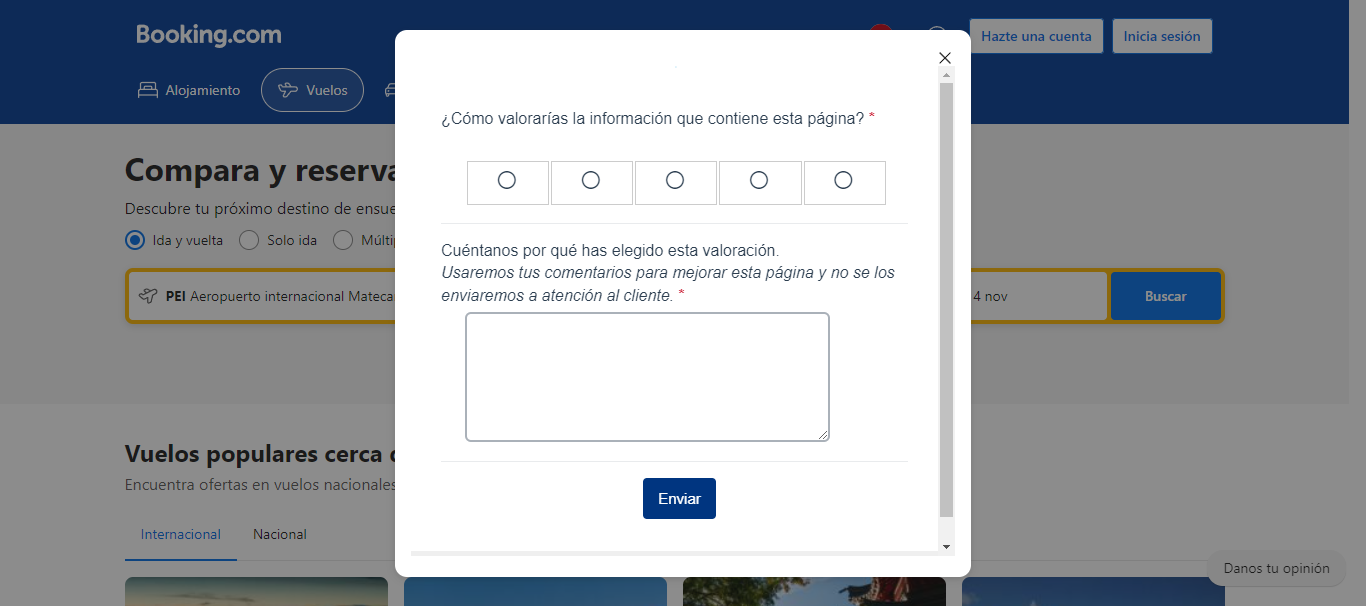 Booking.com
Hazte una cuenta
Inicia sesión
Alojamiento
Vuelos
¿Cómo valorarías la información que contiene esta página? *
Compara y reserva
Descubre tu próximo destino de ensue
Ida y vuelta
Solo ida
Cuéntanos por qué has elegido esta valoración.
Usaremos tus comentarios para mejorar esta página y no se los
enviaremos a atención al cliente. *
PEI Aeropuerto internacional Mateca
4 nov
Buscar
Vuelos populares cerca
Encuentra ofertas en vuelos nacionales
Enviar
Internacional
Nacional
Danos tu opinión